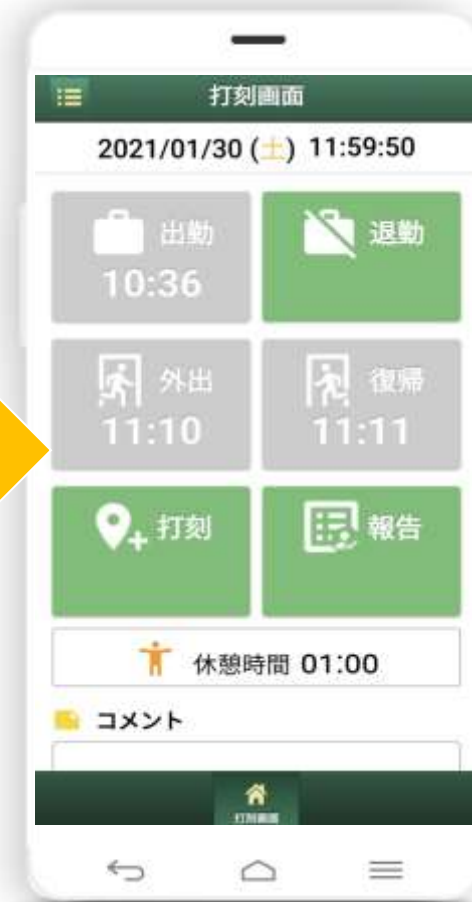 打刻画面
2021/01/30 (土) 11:59:50
出勤
10:36
退勤
外出
11:10
復帰
11:11
打刻
報告
休憩時間 01:00
コメント
打刻画面